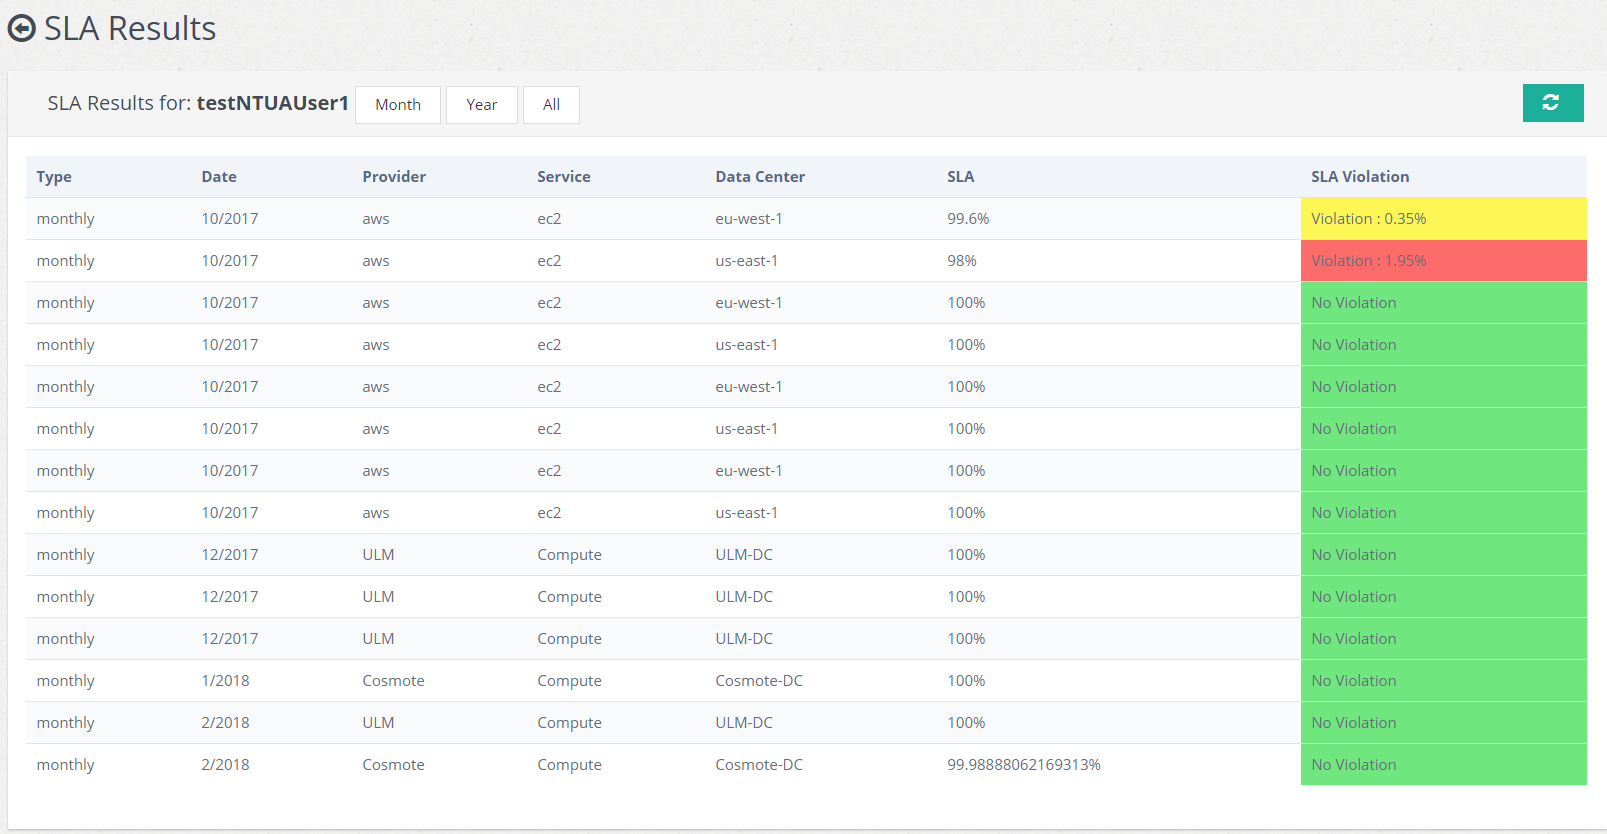 SLA Results
SLA Results for: testNTUAUser1 Month Year All
Type Date Provider Service Data Center SLA SLA Violation
monthly 10/2017 aws ec2 eu-west-1 99.6% Violation : 0.35%
monthly 10/2017 aws ec2 us-east-1 98% Violation : 1.95%
monthly 10/2017 aws ec2 eu-west-1 100% No Violation
monthly 10/2017 aws ec2 us-east-1 100% No Violation
monthly 10/2017 aws ec2 eu-west-1 100% No Violation
monthly 10/2017 aws ec2 us-east-1 100% No Violation
monthly 10/2017 aws ec2 eu-west-1 100% No Violation
monthly 10/2017 aws ec2 us-east-1 100% No Violation
monthly 12/2017 ULM Compute ULM-DC 100% No Violation
monthly 12/2017 ULM Compute ULM-DC 100% No Violation
monthly 12/2017 ULM Compute ULM-DC 100% No Violation
monthly 1/2018 Cosmote Compute Cosmote-DC 100% No Violation
monthly 2/2018 ULM Compute ULM-DC 100% No Violation
monthly 2/2018 Cosmote Compute Cosmote-DC 99.98888062169313% No Violation